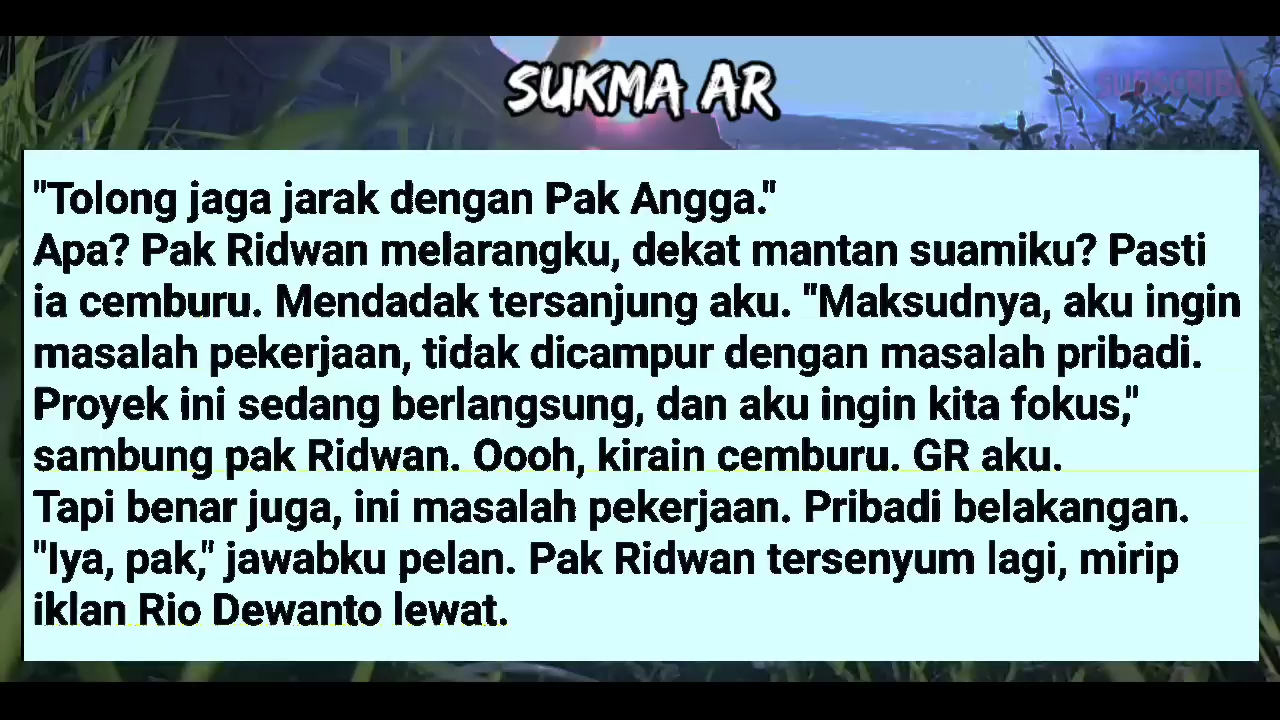 SUKMA AR
SUBSCRIBE
"Tolong jaga jarak dengan Pak Angga."
Apa? Pak Ridwan melarangku, dekat mantan suamiku? Pasti
ia cemburu. Mendadak tersanjung aku. "Maksudnya, aku ingin
masalah pekerjaan, tidak dicampur dengan masalah pribadi.
Proyek ini sedang berlangsung, dan aku ingin kita fokus,"
sambung pak Ridwan. Oooh, kirain cemburu. GR aku.
Tapi benar juga, ini masalah pekerjaan. Pribadi belakangan.
"Iya, pak," jawabku pelan. Pak Ridwan tersenyum lagi, mirip
iklan Rio Dewanto lewat.